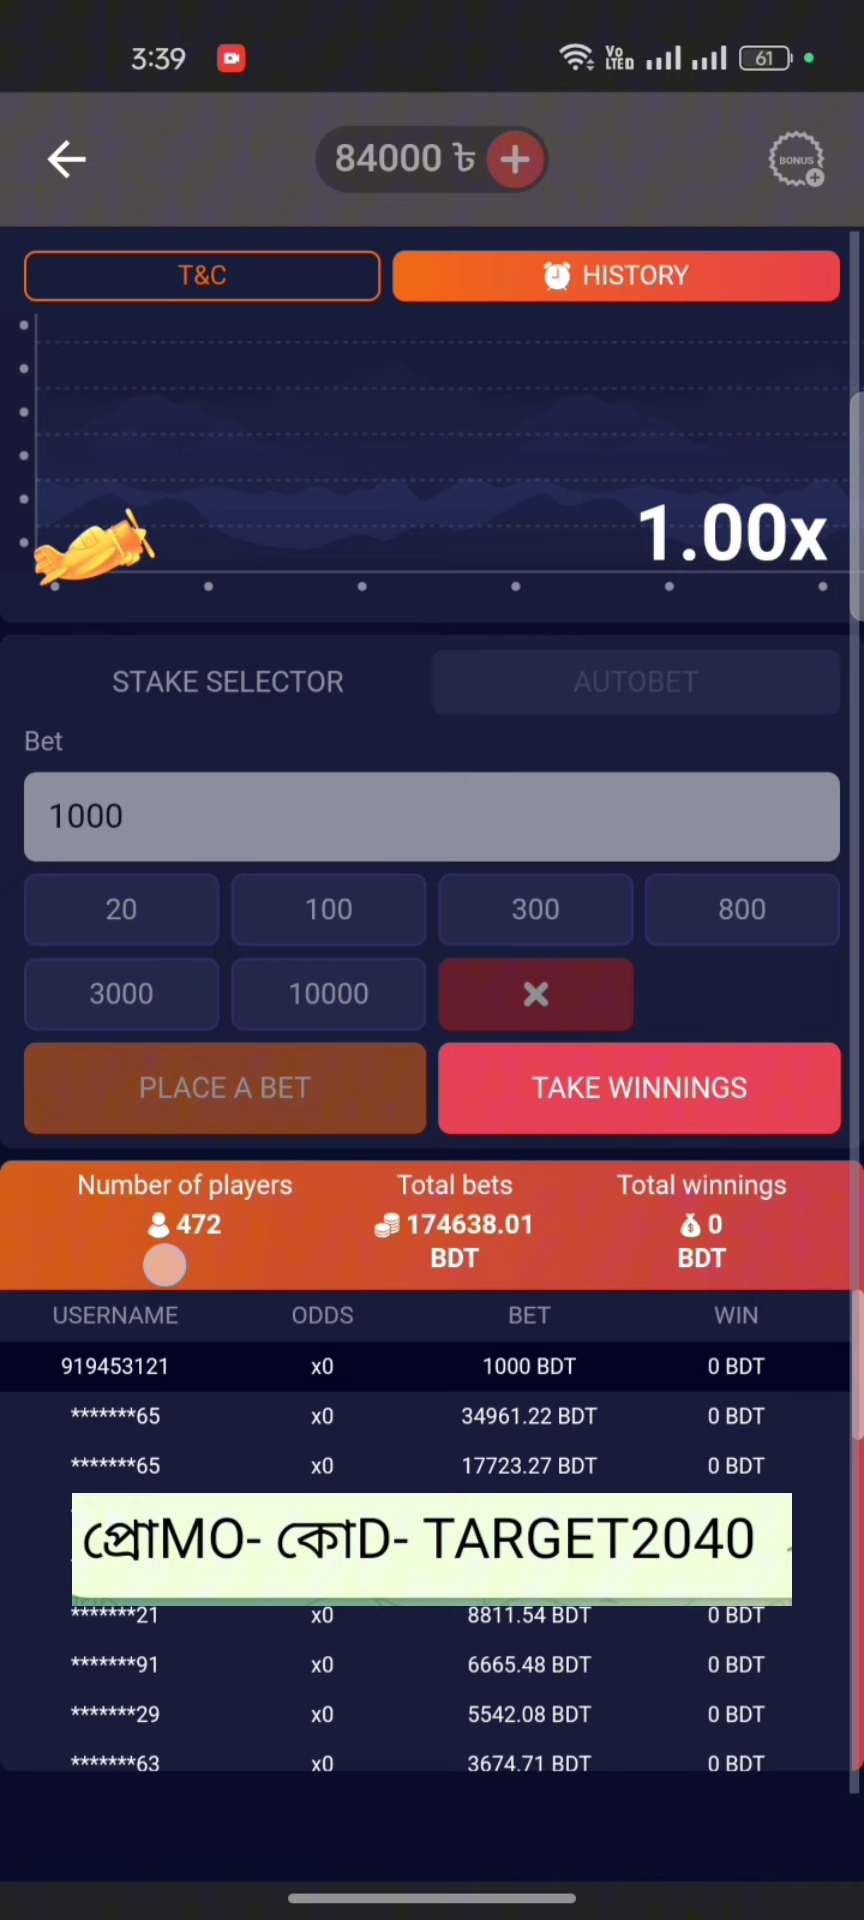 3:39 Vo LTED 61
84000 ৳ BONUS
T&C HISTORY
1.00x
STAKE SELECTOR AUTOBET
Bet
1000
20 100 300 800
3000 10000
PLACE A BET TAKE WINNINGS
Number of players Total bets Total winnings
472 174638.01 0
BDT BDT
USERNAME ODDS BET WIN
919453121 x0 1000 BDT 0 BDT
*******65 x0 34961.22 BDT 0 BDT
*******65 x0 17723.27 BDT 0 BDT
প্রোMO- কোD- TARGET2040
*******21 x0 8811.54 BDT 0 BDT
*******91 x0 6665.48 BDT 0 BDT
*******29 x0 5542.08 BDT 0 BDT
*******63 x0 3674.71 BDT 0 BDT